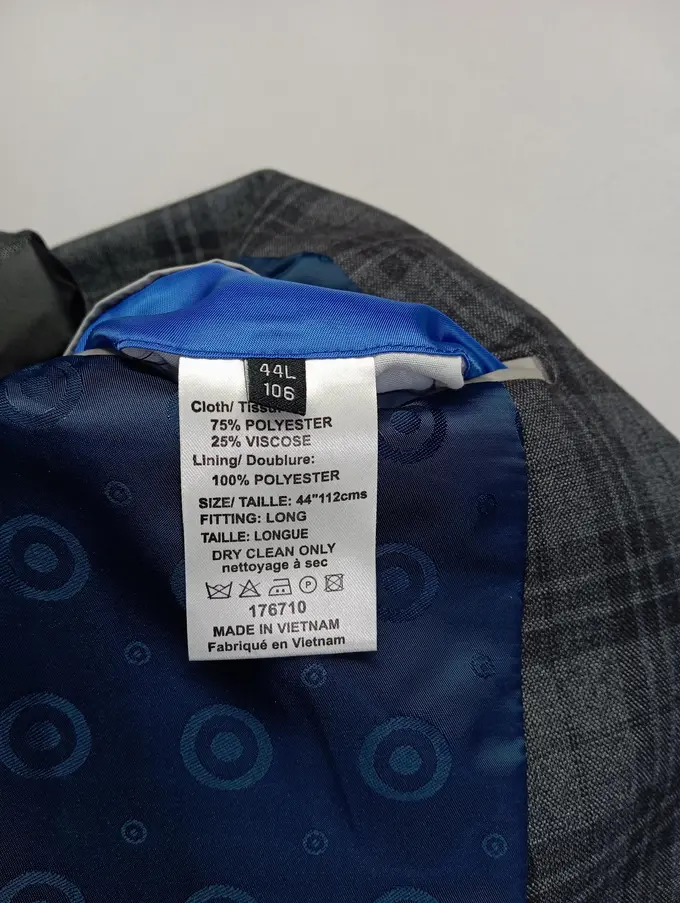 44L
106
Cloth/
75% POLYESTER
25% VISCOSE
Lining/ Doublure:
100% POLYESTER
SIZE/ TAILLE: 44"112cms
FITTING: LONG
TAILLE: LONGUE
DRY CLEAN ONLY
nettoyage à sec
P
176710
MADE IN VIETNAM
Fabriqué en Vietnam